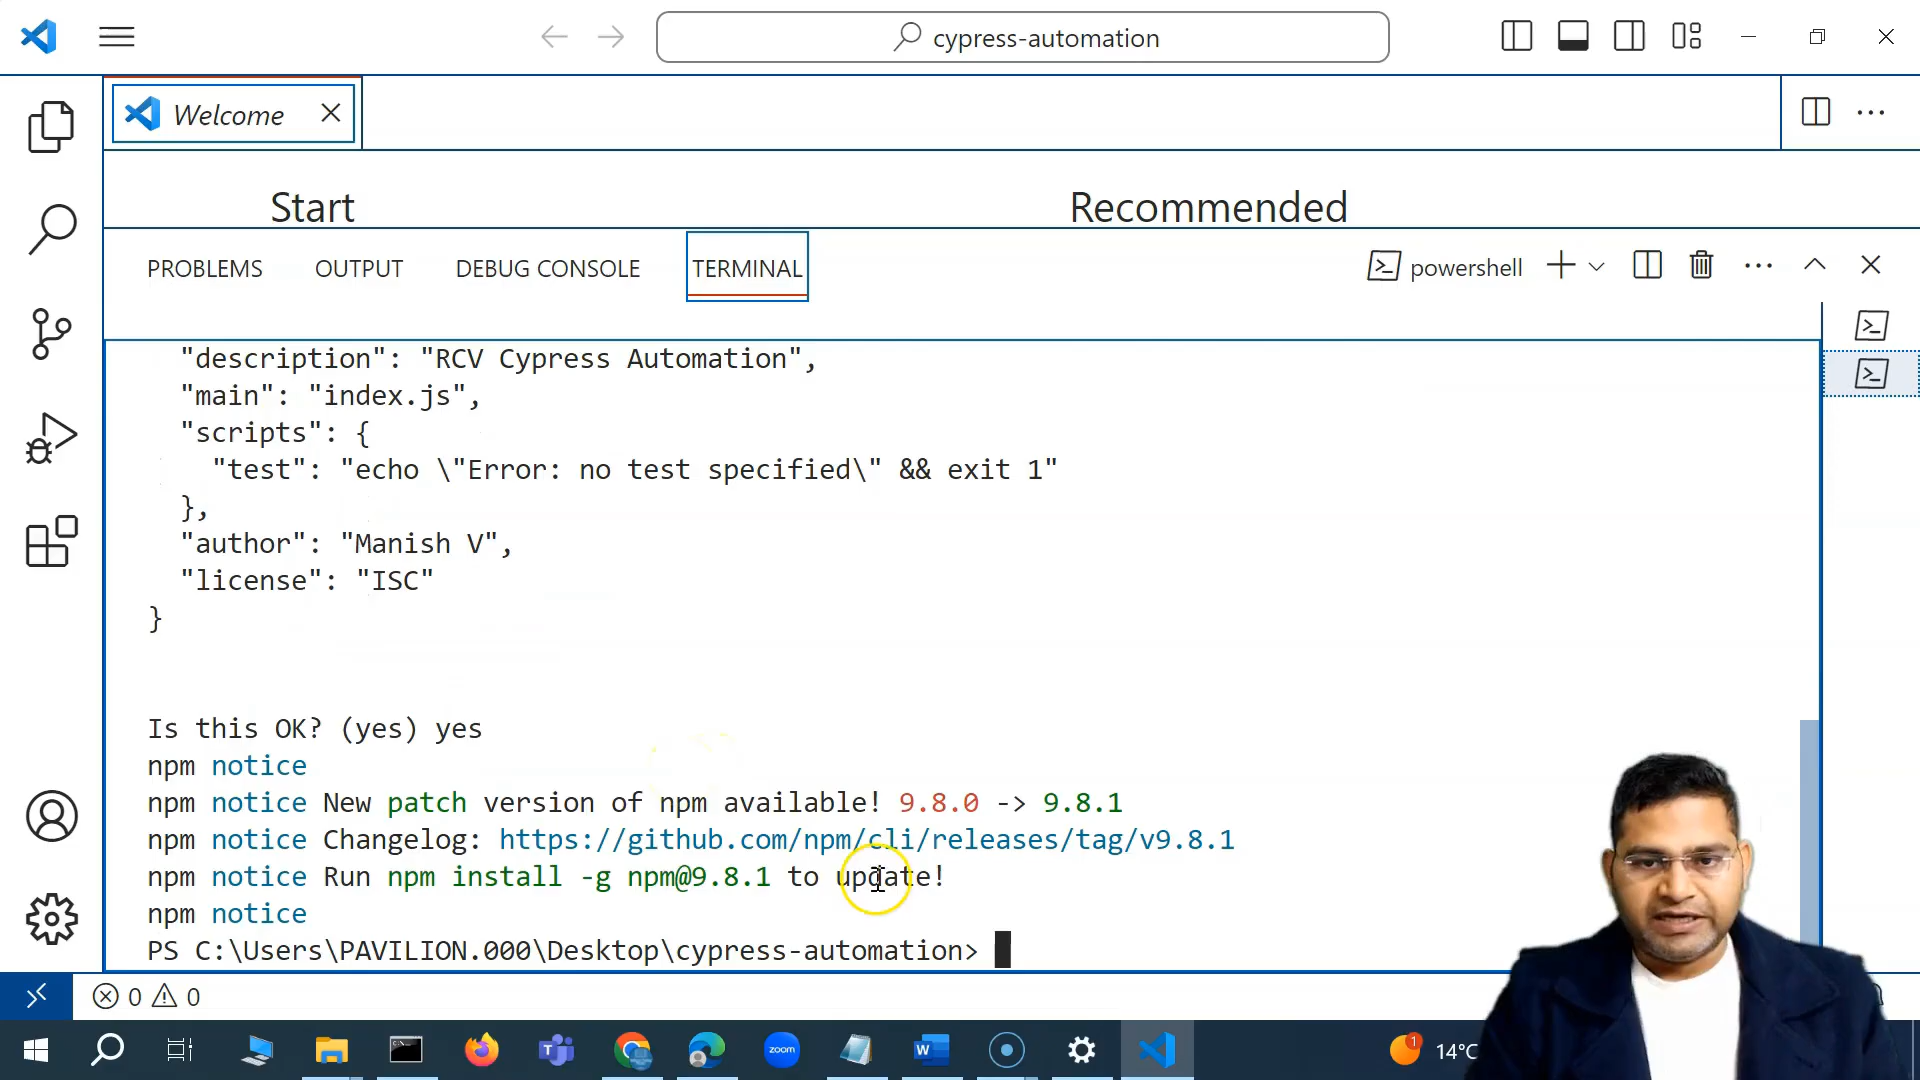 cypress-automation
Welcome
Start
Recommended
PROBLEMS OUTPUT DEBUG CONSOLE TERMINAL
powershell
"description": "RCV Cypress Automation",
"main": "index.js",
"scripts": {
"test": "echo \"Error: no test specified\" && exit 1"
},
"author": "Manish V",
"license": "ISC"
}
Is this OK? (yes) yes
npm notice
npm notice New patch version of npm available! 9.8.0 -> 9.8.1
npm notice Changelog: https://github.com/npm/cli/releases/tag/v9.8.1
npm notice Run npm install -g npm@9.8.1 to update!
npm notice
PS C:\Users\PAVILION.000\Desktop\cypress-automation>
0 0
zoom
1
14°C